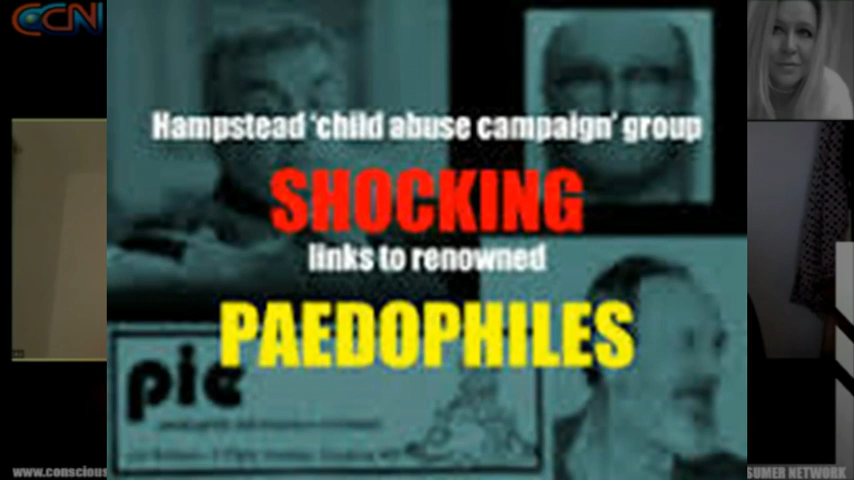 CCN
Hampstead 'child abuse campaign' group
SHOCKING
links to renowned
PAEDOPHILES
pie
www.conscious
SUMER NETWORK